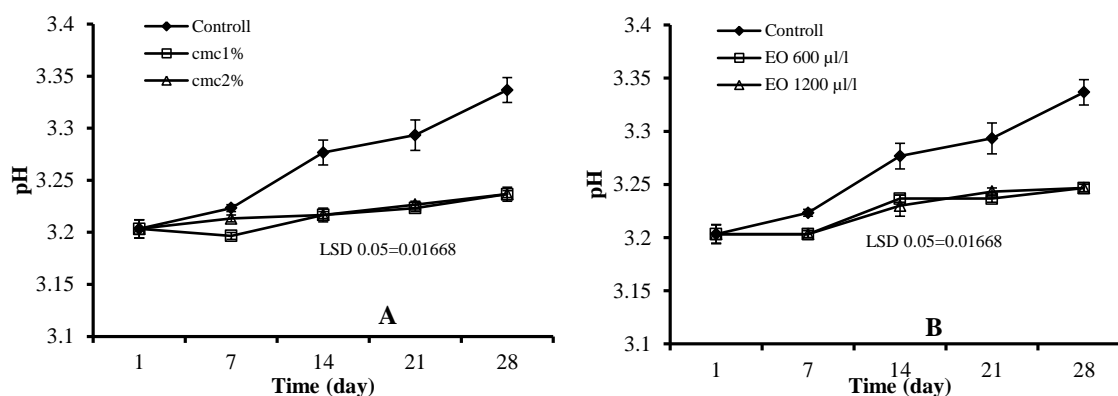 3.4
3.35
3.3
3.25
3.2
3.15
3.1
pH
Controll
cmc1%
cmc2%
LSD 0.05=0.01668
A
1 7 14 21 28
Time (day)
3.4
3.35
3.3
3.25
3.2
3.15
3.1
pH
Controll
EO 600 µl/l
EO 1200 µl/l
LSD 0.05=0.01668
B
1 7 14 21 28
Time (day)